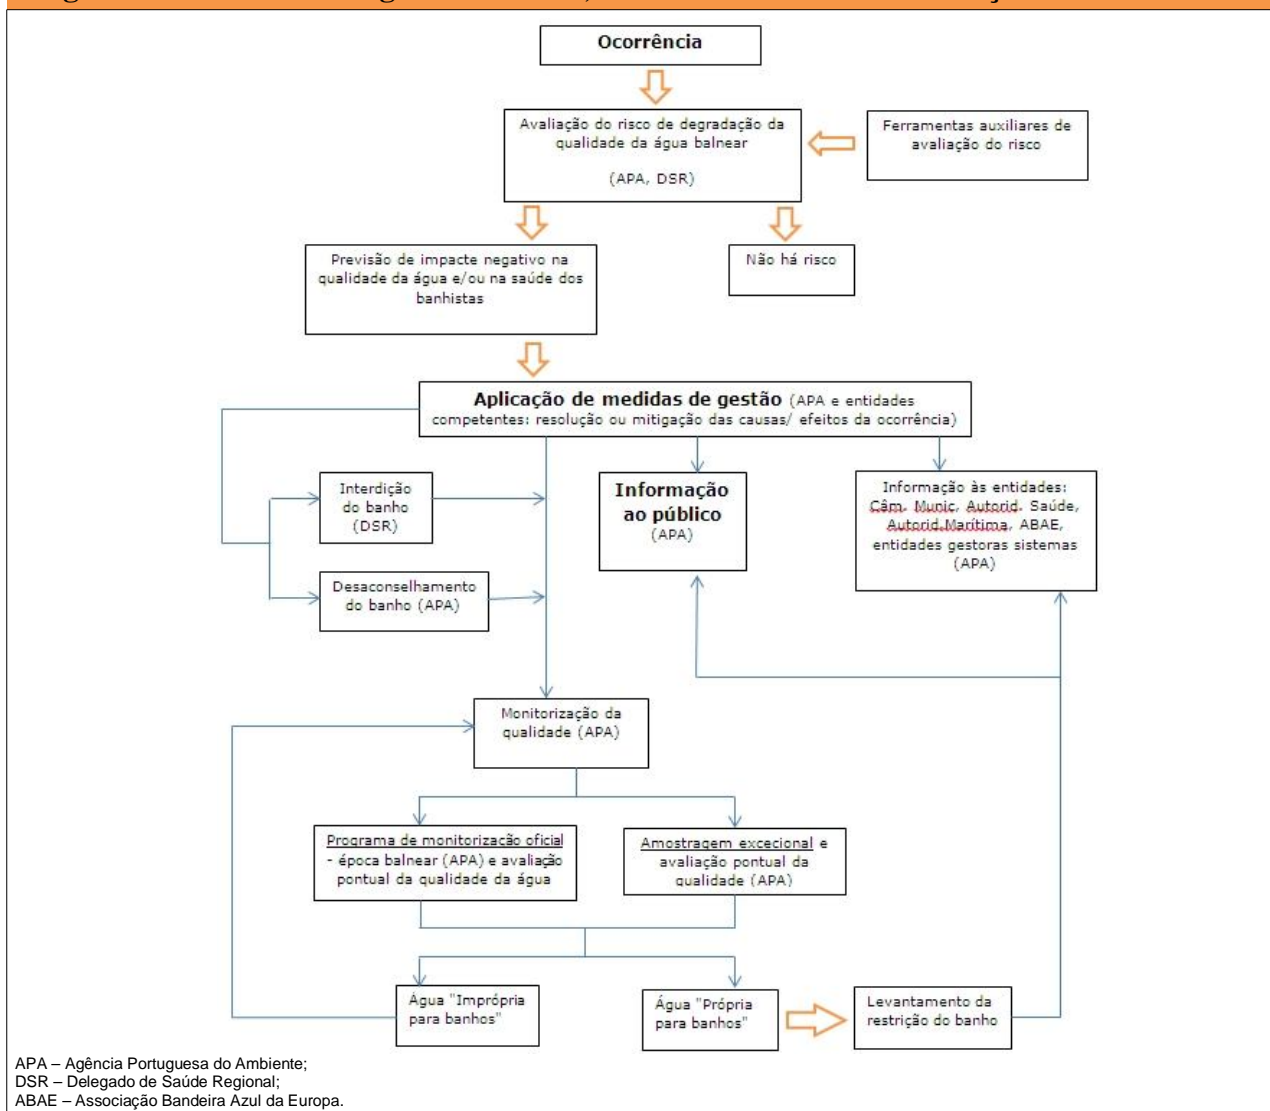 Ocorrência
Avaliação do risco de degradação da
qualidade da água balnear
(APA, DSR)
Ferramentas auxiliares de
avaliação do risco
Previsão de impacte negativo na
qualidade da água e/ou na saúde dos
banhistas
Não há risco
Aplicação de medidas de gestão (APA e entidades
competentes: resolução ou mitigação das causas/ efeitos da ocorrência)
Interdição
do banho
(DSR)
Informação
ao público
(APA)
Informação às entidades:
Câm. Munic, Autorid. Saúde,
Autorid.Marítima, ABAE,
entidades gestoras sistemas
(APA)
Desaconselhamento
do banho (APA)
Monitorização da
qualidade (APA)
Programa de monitorização oficial
- época balnear (APA) e avaliação
pontual da qualidade da água
Amostragem excecional e
avaliação pontual da
qualidade (APA)
Água "Imprópria
para banhos"
Água "Própria
para banhos"
Levantamento da
restrição do banho
APA – Agência Portuguesa do Ambiente;
DSR – Delegado de Saúde Regional;
ABAE – Associação Bandeira Azul da Europa.